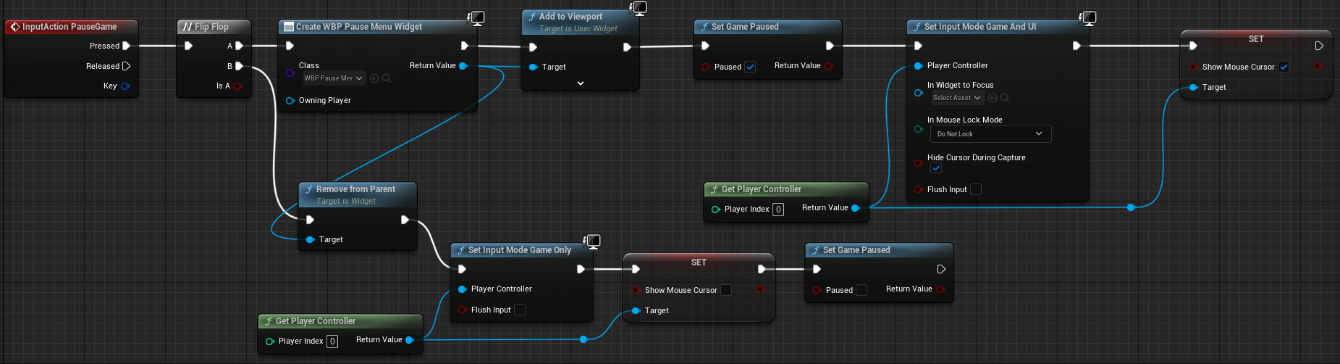 InputAction PauseGame
Pressed
Released
Key
Flip Flop
A
B
Is A
Create WBP Pause Menu Widget
Class
WBP Pause Mer
Return Value
Owning Player
Add to Viewport
Target is User Widget
Target
Set Game Paused
Paused
Return Value
Set Input Mode Game And UI
Player Controller
In Widget to Focus
Select Asset
In Mouse Lock Mode
Do Not Lock
Hide Cursor During Capture
Flush Input
SET
Show Mouse Cursor
Target
Get Player Controller
Player Index 0
Return Value
Remove from Parent
Target is Widget
Target
Set Input Mode Game Only
Player Controller
Flush Input
SET
Show Mouse Cursor
Target
Set Game Paused
Paused
Return Value
Get Player Controller
Player Index 0
Return Value